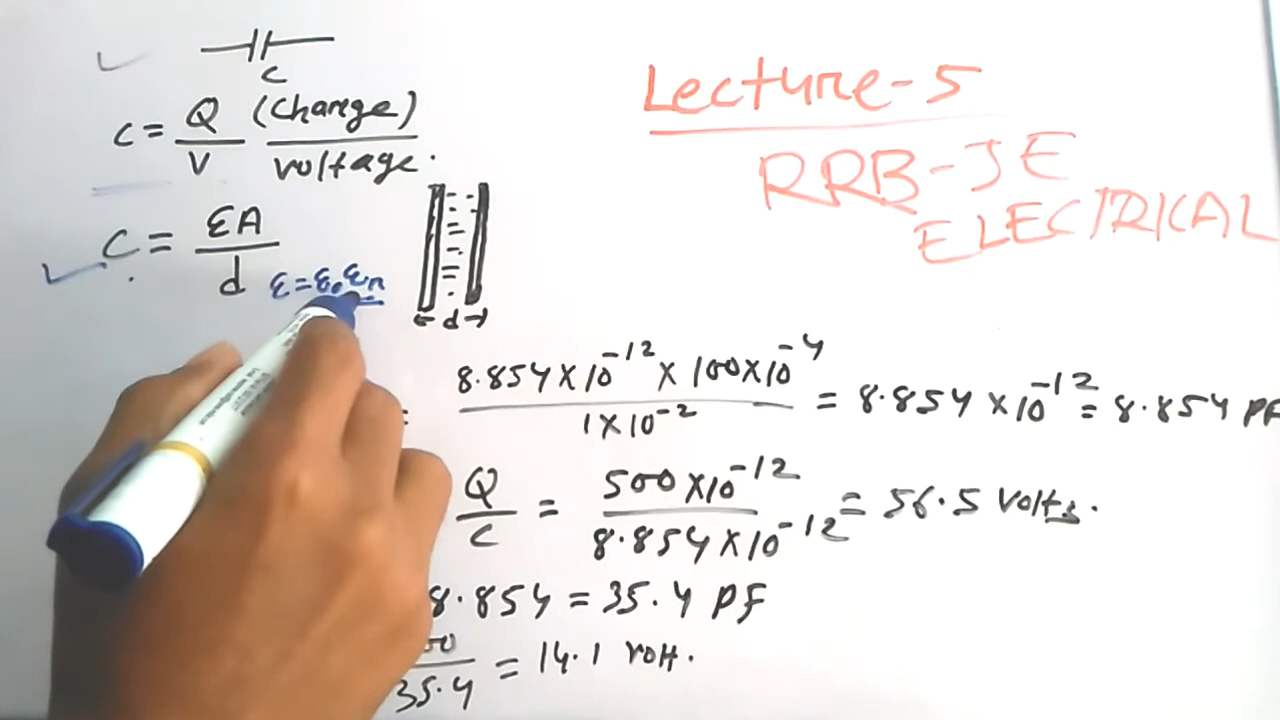 C
C = Q/V (Charge)/voltage.
C = εA/d
ε = ε₀εr
d
Lecture-5
RRB-JE
ELECTRICAL
8.854×10⁻¹²×100×10⁻⁴/1×10⁻² = 8.854×10⁻¹² = 8.854 PF
Q/C = 500×10⁻¹²/8.854×10⁻¹² = 56.5 volts.
8.854 = 35.4 PF
/35.4 = 14.1 volt.